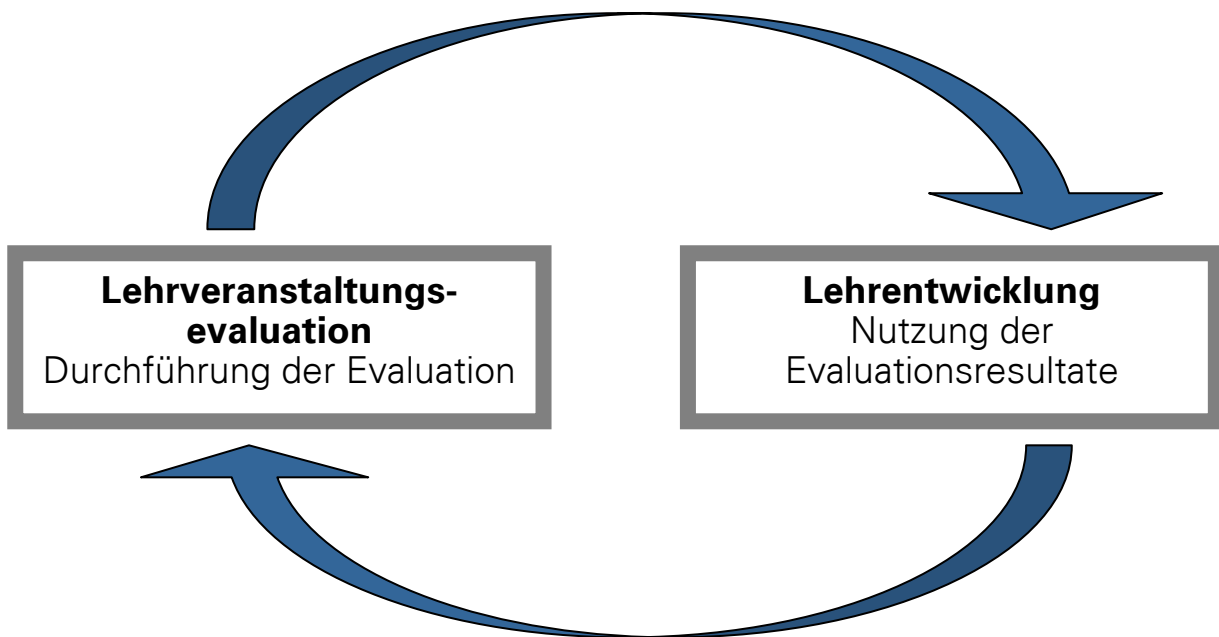 Lehrveranstaltungs-
evaluation
Durchführung der Evaluation
Lehrentwicklung
Nutzung der
Evaluationsresultate